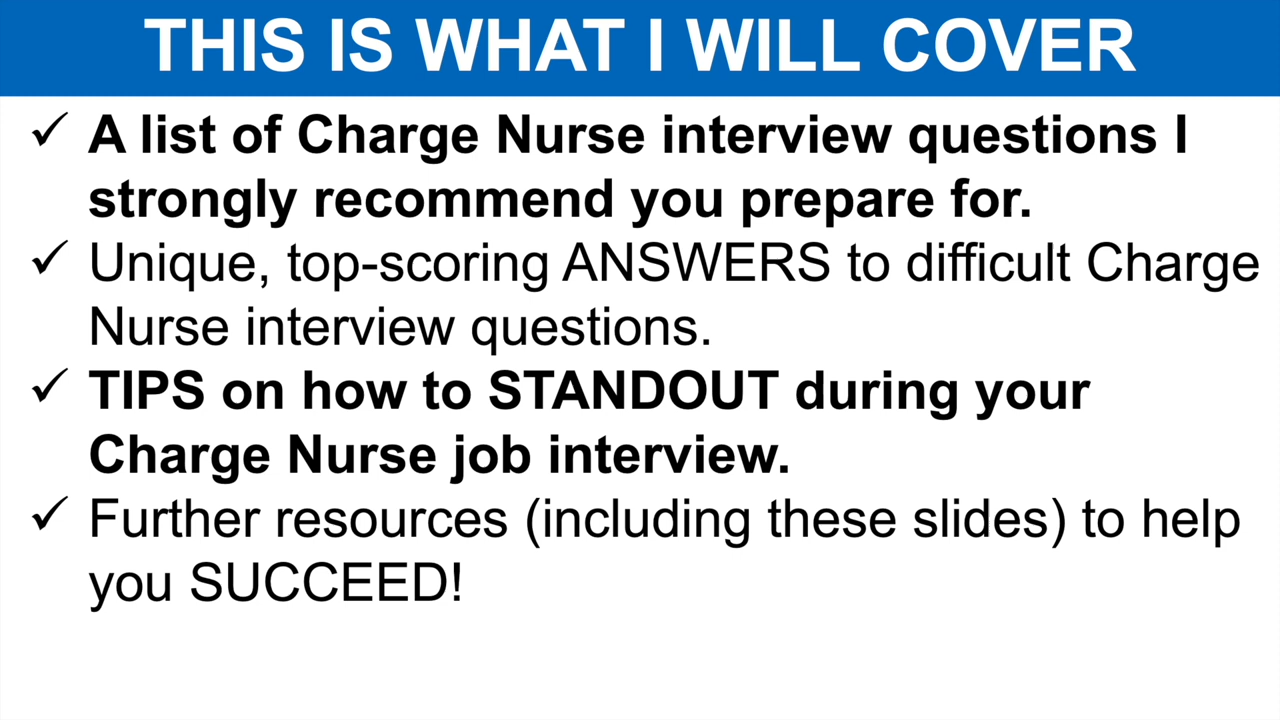 THIS IS WHAT I WILL COVER
✓ A list of Charge Nurse interview questions I
strongly recommend you prepare for.
✓ Unique, top-scoring ANSWERS to difficult Charge
Nurse interview questions.
✓ TIPS on how to STANDOUT during your
Charge Nurse job interview.
✓ Further resources (including these slides) to help
you SUCCEED!